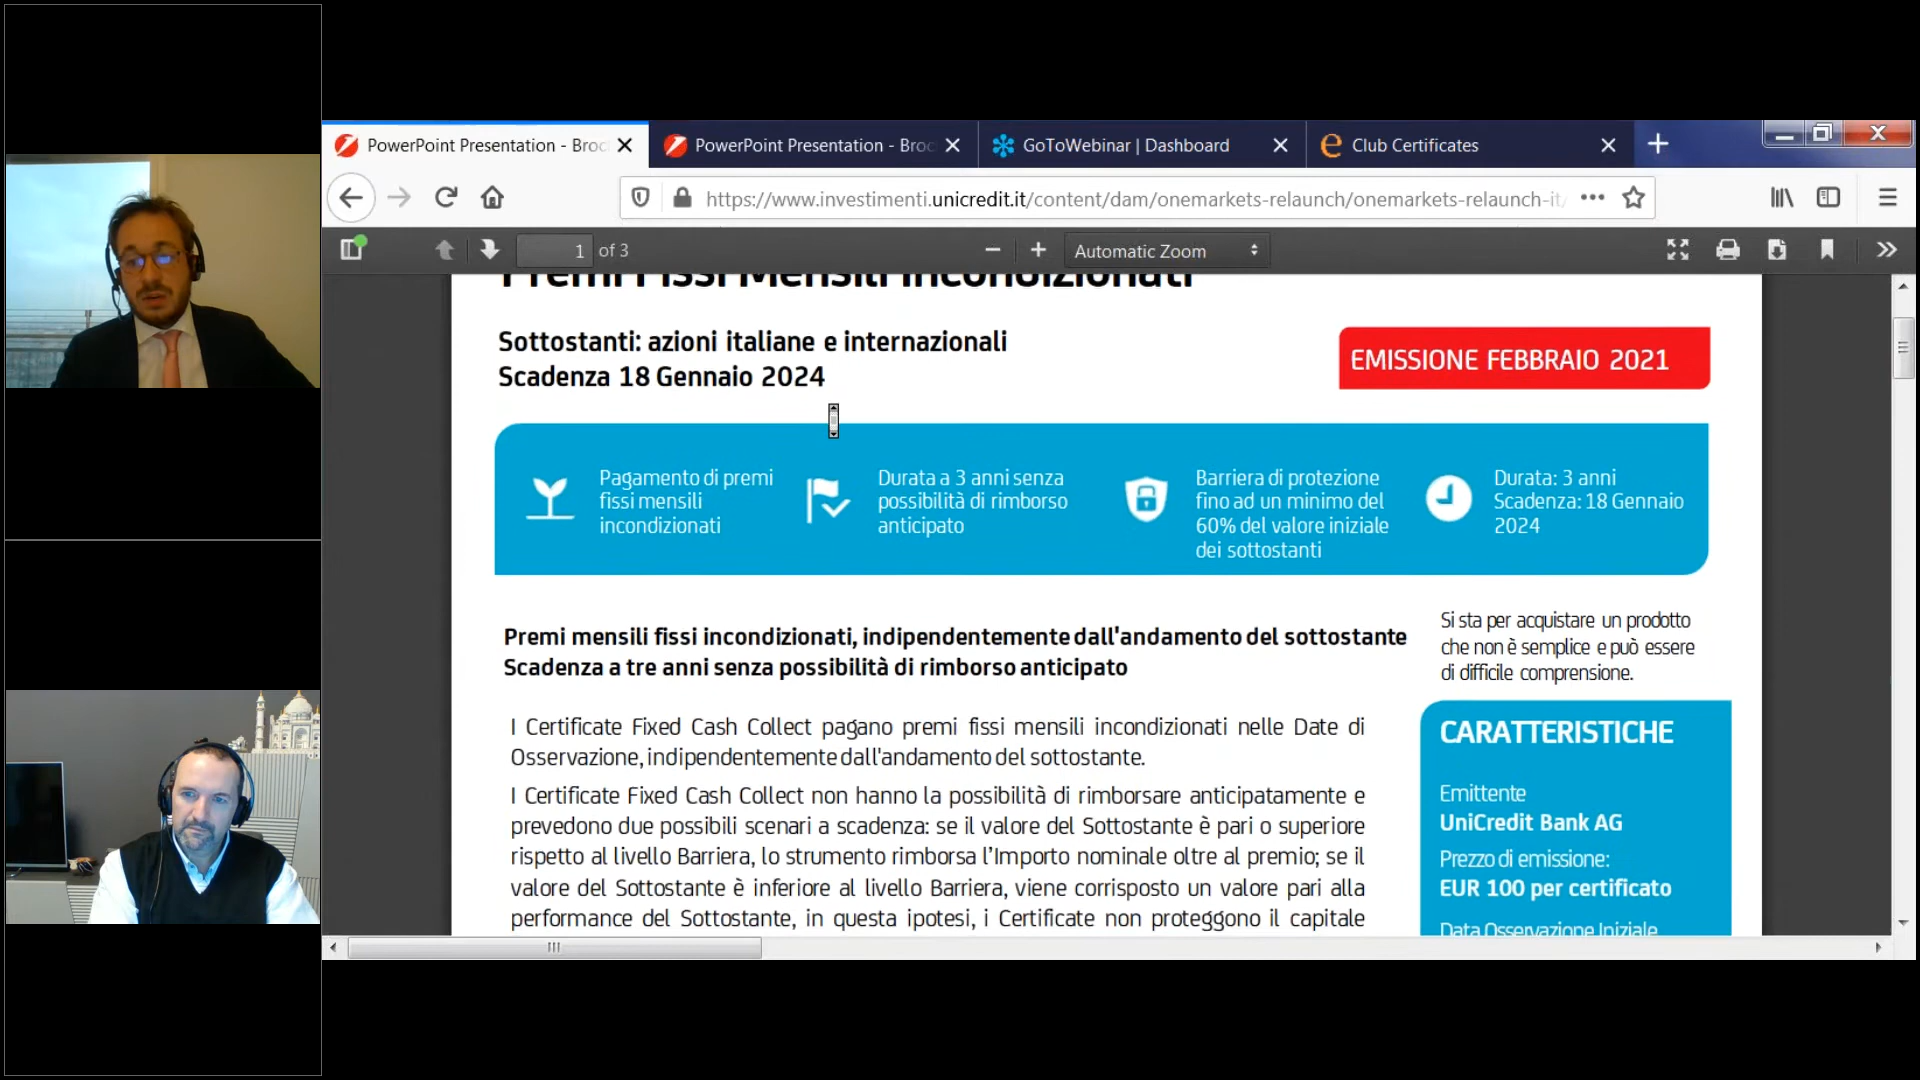 PowerPoint Presentation - Broc
PowerPoint Presentation - Broc
GoToWebinar | Dashboard
Club Certificates
https://www.investimenti.unicredit.it/content/dam/onemarkets-relaunch/onemarkets-relaunch-it/
1 of 3
Automatic Zoom
Premi Fissi Mensili Incondizionati
Sottostanti: azioni italiane e internazionali
Scadenza 18 Gennaio 2024
EMISSIONE FEBBRAIO 2021
Pagamento di premi
fissi mensili
incondizionati
Durata a 3 anni senza
possibilità di rimborso
anticipato
Barriera di protezione
fino ad un minimo del
60% del valore iniziale
dei sottostanti
Durata: 3 anni
Scadenza: 18 Gennaio
2024
Premi mensili fissi incondizionati, indipendentemente dall'andamento del sottostante
Scadenza a tre anni senza possibilità di rimborso anticipato
Si sta per acquistare un prodotto
che non è semplice e può essere
di difficile comprensione.
I Certificate Fixed Cash Collect pagano premi fissi mensili incondizionati nelle Date di
Osservazione, indipendentemente dall'andamento del sottostante.
I Certificate Fixed Cash Collect non hanno la possibilità di rimborsare anticipatamente e
prevedono due possibili scenari a scadenza: se il valore del Sottostante è pari o superiore
rispetto al livello Barriera, lo strumento rimborsa l’Importo nominale oltre al premio; se il
valore del Sottostante è inferiore al livello Barriera, viene corrisposto un valore pari alla
performance del Sottostante, in questa ipotesi, i Certificate non proteggono il capitale
CARATTERISTICHE
Emittente
UniCredit Bank AG
Prezzo di emissione:
EUR 100 per certificato
Data Osservazione Iniziale